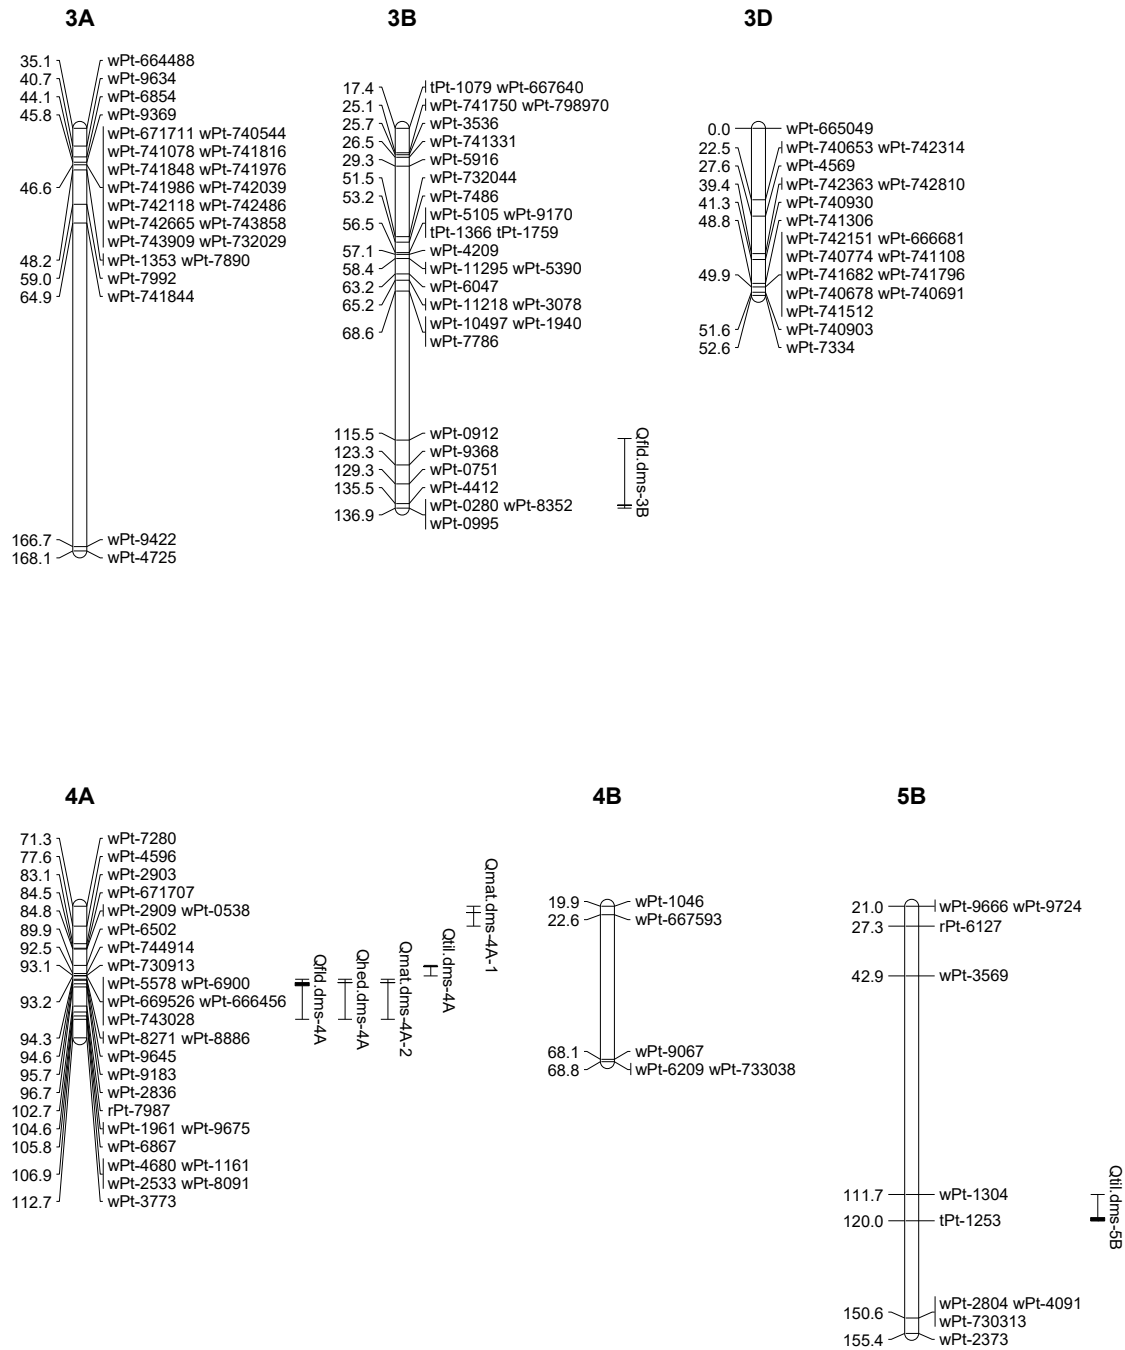 3A
35.1 wPt-664488
40.7 wPt-9634
44.1 wPt-6854
45.8 wPt-9369
wPt-671711 wPt-740544
wPt-741078 wPt-741816
wPt-741848 wPt-741976
46.6 wPt-741986 wPt-742039
wPt-742118 wPt-742486
wPt-742665 wPt-743858
wPt-743909 wPt-732029
48.2 wPt-1353 wPt-7890
59.0 wPt-7992
64.9 wPt-741844
166.7 wPt-9422
168.1 wPt-4725
3B
17.4 tPt-1079 wPt-667640
25.1 wPt-741750 wPt-798970
25.7 wPt-3536
26.5 wPt-741331
29.3 wPt-5916
51.5 wPt-732044
53.2 wPt-7486
56.5 wPt-5105 wPt-9170
tPt-1366 tPt-1759
57.1 wPt-4209
58.4 wPt-11295 wPt-5390
63.2 wPt-6047
65.2 wPt-11218 wPt-3078
68.6 wPt-10497 wPt-1940
wPt-7786
115.5 wPt-0912
123.3 wPt-9368
129.3 wPt-0751
135.5 wPt-4412
136.9 wPt-0280 wPt-8352
wPt-0995
Qfld.dms-3B
3D
0.0 wPt-665049
22.5 wPt-740653 wPt-742314
27.6 wPt-4569
39.4 wPt-742363 wPt-742810
41.3 wPt-740930
48.8 wPt-741306
wPt-742151 wPt-666681
wPt-740774 wPt-741108
49.9 wPt-741682 wPt-741796
wPt-740678 wPt-740691
wPt-741512
51.6 wPt-740903
52.6 wPt-7334
4A
71.3 wPt-7280
77.6 wPt-4596
83.1 wPt-2903
84.5 wPt-671707
84.8 wPt-2909 wPt-0538
89.9 wPt-6502
92.5 wPt-744914
93.1 wPt-730913
wPt-5578 wPt-6900
93.2 wPt-669526 wPt-666456
wPt-743028
94.3 wPt-8271 wPt-8886
94.6 wPt-9645
95.7 wPt-9183
96.7 wPt-2836
102.7 rPt-7987
104.6 wPt-1961 wPt-9675
105.8 wPt-6867
106.9 wPt-4680 wPt-1161
wPt-2533 wPt-8091
112.7 wPt-3773
Qfld.dms-4A
Qhed.dms-4A
Qmat.dms-4A-2
Qtil.dms-4A
Qmat.dms-4A-1
4B
19.9 wPt-1046
22.6 wPt-667593
68.1 wPt-9067
68.8 wPt-6209 wPt-733038
5B
21.0 wPt-9666 wPt-9724
27.3 rPt-6127
42.9 wPt-3569
111.7 wPt-1304
120.0 tPt-1253
150.6 wPt-2804 wPt-4091
wPt-730313
155.4 wPt-2373
Qtil.dms-5B